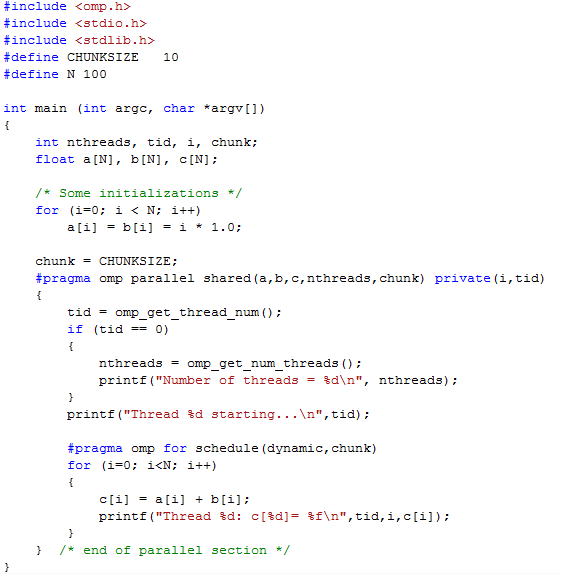 #include <omp.h>
#include <stdio.h>
#include <stdlib.h>
#define CHUNKSIZE   10
#define N 100

int main (int argc, char *argv[])
{
    int nthreads, tid, i, chunk;
    float a[N], b[N], c[N];

    /* Some initializations */
    for (i=0; i < N; i++)
        a[i] = b[i] = i * 1.0;

    chunk = CHUNKSIZE;
    #pragma omp parallel shared(a,b,c,nthreads,chunk) private(i,tid)
    {
        tid = omp_get_thread_num();
        if (tid == 0)
        {
            nthreads = omp_get_num_threads();
            printf("Number of threads = %d\n", nthreads);
        }
        printf("Thread %d starting...\n",tid);

        #pragma omp for schedule(dynamic,chunk)
        for (i=0; i<N; i++)
        {
            c[i] = a[i] + b[i];
            printf("Thread %d: c[%d]= %f\n",tid,i,c[i]);
        }
    }  /* end of parallel section */
}